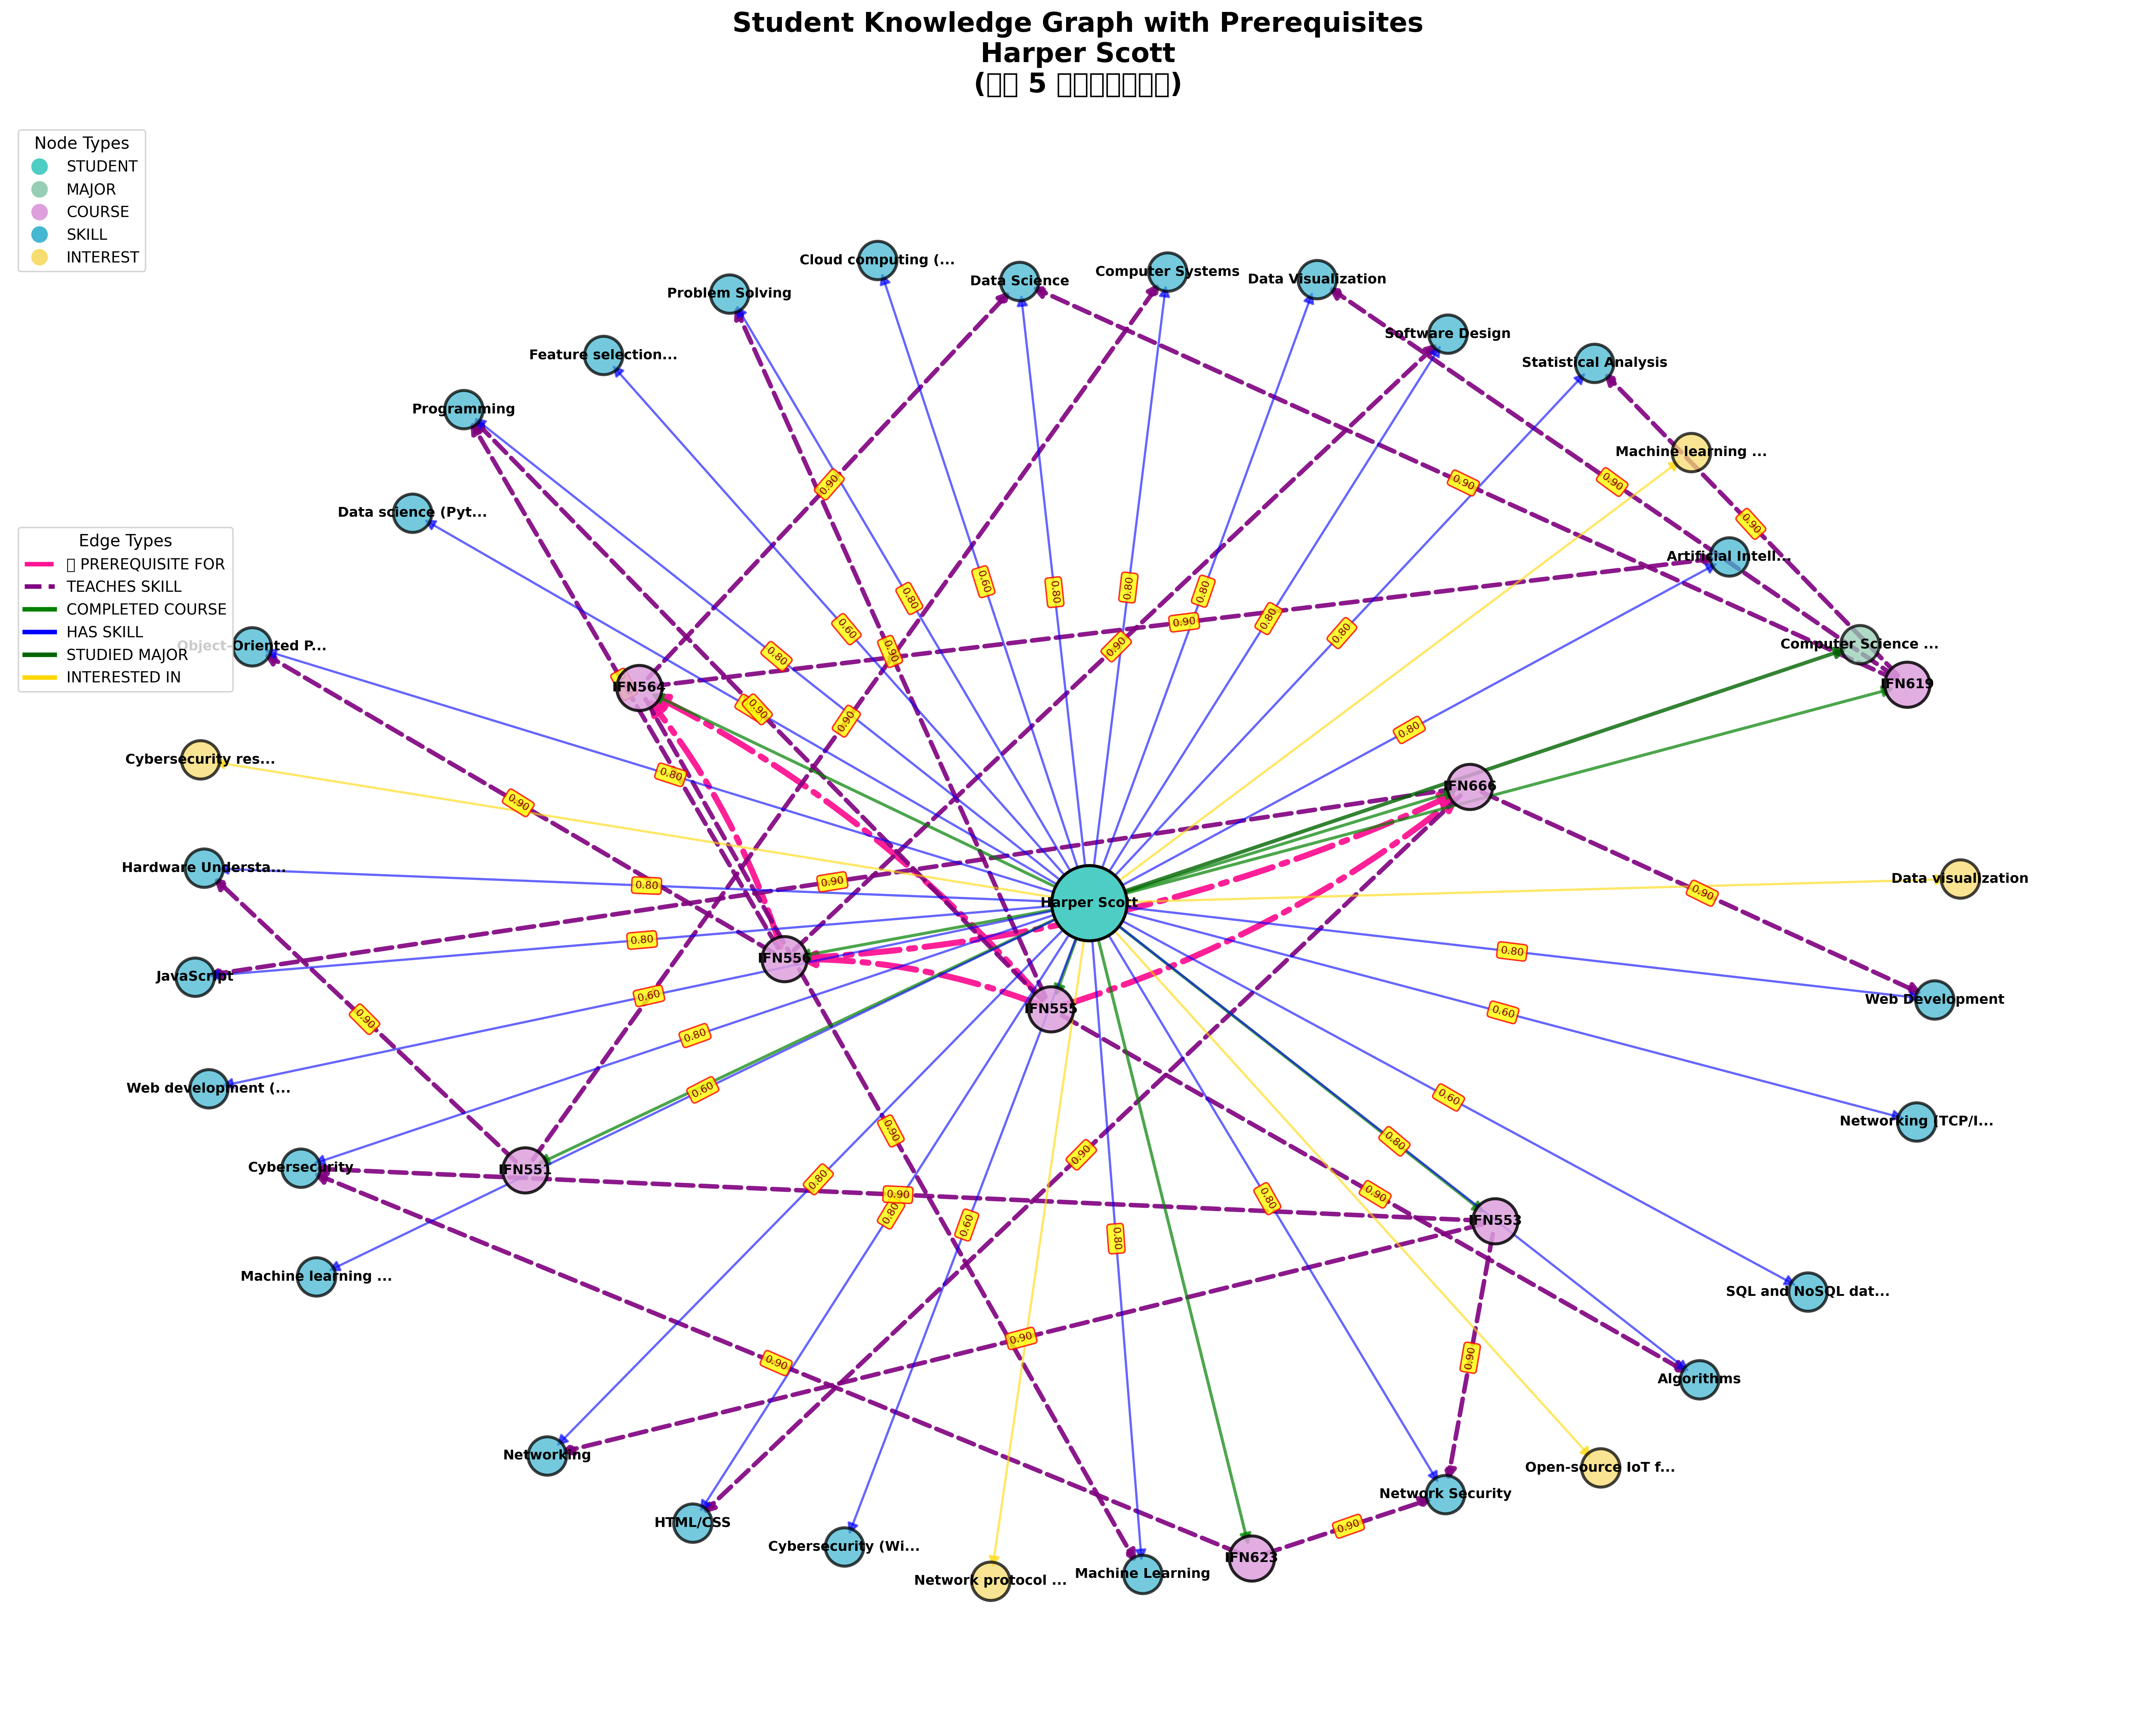 Student Knowledge Graph with Prerequisites
Harper Scott
( 5 )
Node Types
STUDENT
MAJOR
COURSE
SKILL
INTEREST
Edge Types
PREREQUISITE FOR
TEACHES SKILL
COMPLETED COURSE
HAS SKILL
STUDIED MAJOR
INTERESTED IN
Cloud computing (...
Data Science
Computer Systems
Data Visualization
Problem Solving
Software Design
Feature selection...
Statistical Analysis
Programming
Machine learning ...
Data science (Pyt...
Artificial Intell...
Object-Oriented P...
Computer Science ...
IFN564
IFN619
Cybersecurity res...
IFN666
Hardware Understa...
Data visualization
Harper Scott
JavaScript
IFN556
Web Development
IFN555
Web development (...
Networking (TCP/I...
Cybersecurity
IFN551
IFN553
Machine learning ...
SQL and NoSQL dat...
Algorithms
Networking
Open-source IoT f...
Network Security
HTML/CSS
Cybersecurity (Wi...
Network protocol ...
Machine Learning
IFN623
0.90
0.90
0.90
0.90
0.60
0.80
0.80
0.80
0.80
0.60
0.80
0.80
0.90
0.90
0.90
0.80
0.80
0.90
0.90
0.80
0.80
0.90
0.90
0.80
0.90
0.90
0.80
0.80
0.60
0.60
0.90
0.80
0.60
0.60
0.90
0.80
0.90
0.80
0.90
0.90
0.80
0.80
0.60
0.80
0.90
0.90
0.90
0.90